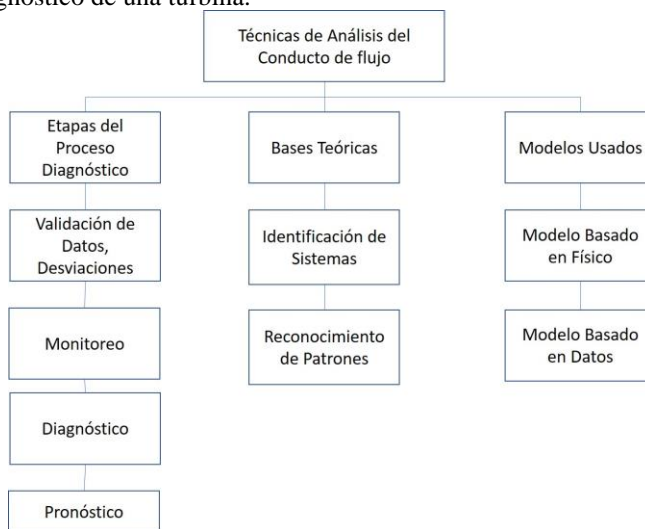 de una turbina.
Técnicas de Análisis del
Conducto de flujo
Etapas del
Proceso
Diagnóstico
Validación de
Datos,
Desviaciones
Monitoreo
Diagnóstico
Pronóstico
Bases Teóricas
Identificación de
Sistemas
Reconocimiento
de Patrones
Modelos Usados
Modelo Basado
en Físico
Modelo Basado
en Datos